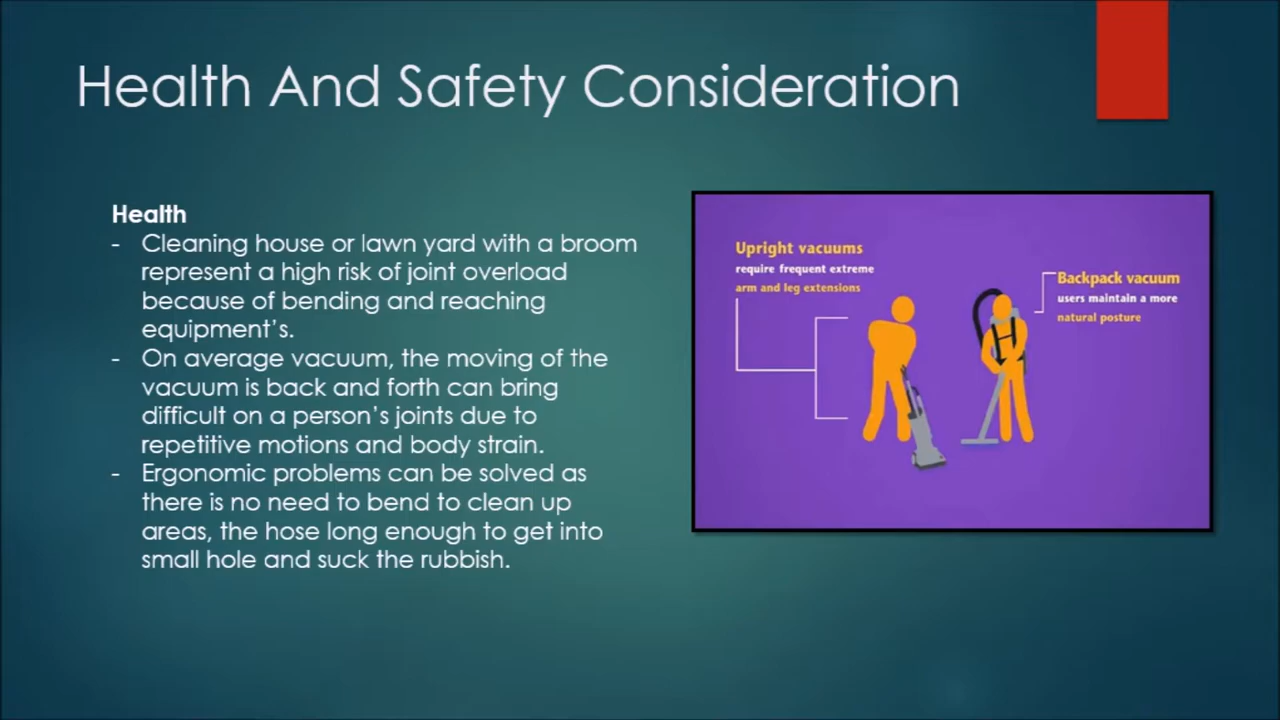 Health And Safety Consideration
Health
- Cleaning house or lawn yard with a broom
represent a high risk of joint overload
because of bending and reaching
equipment's.
- On average vacuum, the moving of the
vacuum is back and forth can bring
difficult on a person's joints due to
repetitive motions and body strain.
- Ergonomic problems can be solved as
there is no need to bend to clean up
areas, the hose long enough to get into
small hole and suck the rubbish.
Upright vacuums
require frequent extreme
arm and leg extensions
Backpack vacuum
users maintain a more
natural posture